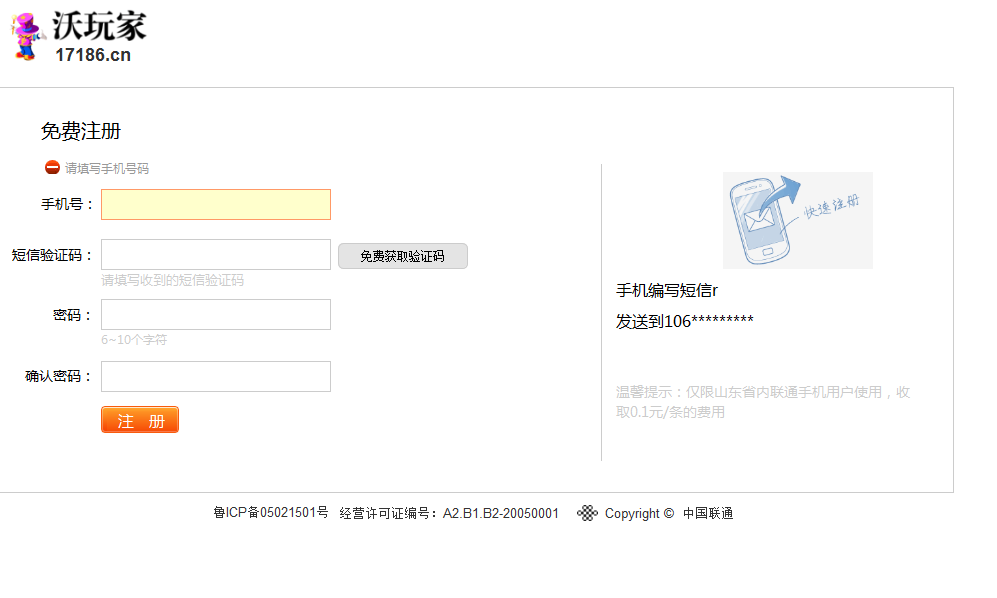 沃玩家
17186.cn
免费注册
请填写手机号码
手机号：
短信验证码：
免费获取验证码
请填写收到的短信验证码
密码：
6~10个字符
确认密码：
注 册
快速注册
手机编写短信r
发送到106*********
温馨提示：仅限山东省内联通手机用户使用，收
取0.1元/条的费用
鲁ICP备05021501号 经营许可证编号：A2.B1.B2-20050001 Copyright © 中国联通